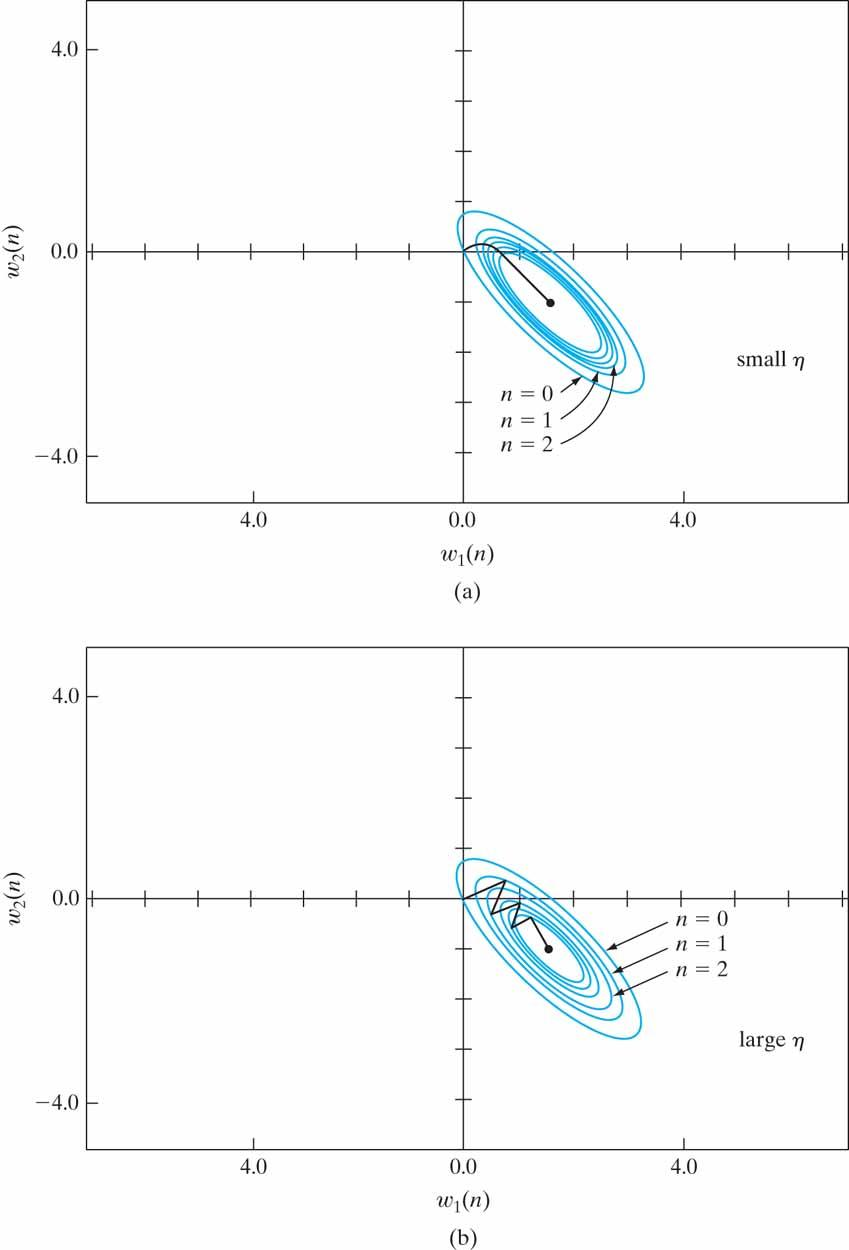 4.0
w₂(n)
0.0
small η
n = 0
n = 1
n = 2
−4.0
4.0 0.0 4.0
w₁(n)
(a)
4.0
w₂(n)
0.0
n = 0
n = 1
n = 2
large η
−4.0
4.0 0.0 4.0
w₁(n)
(b)